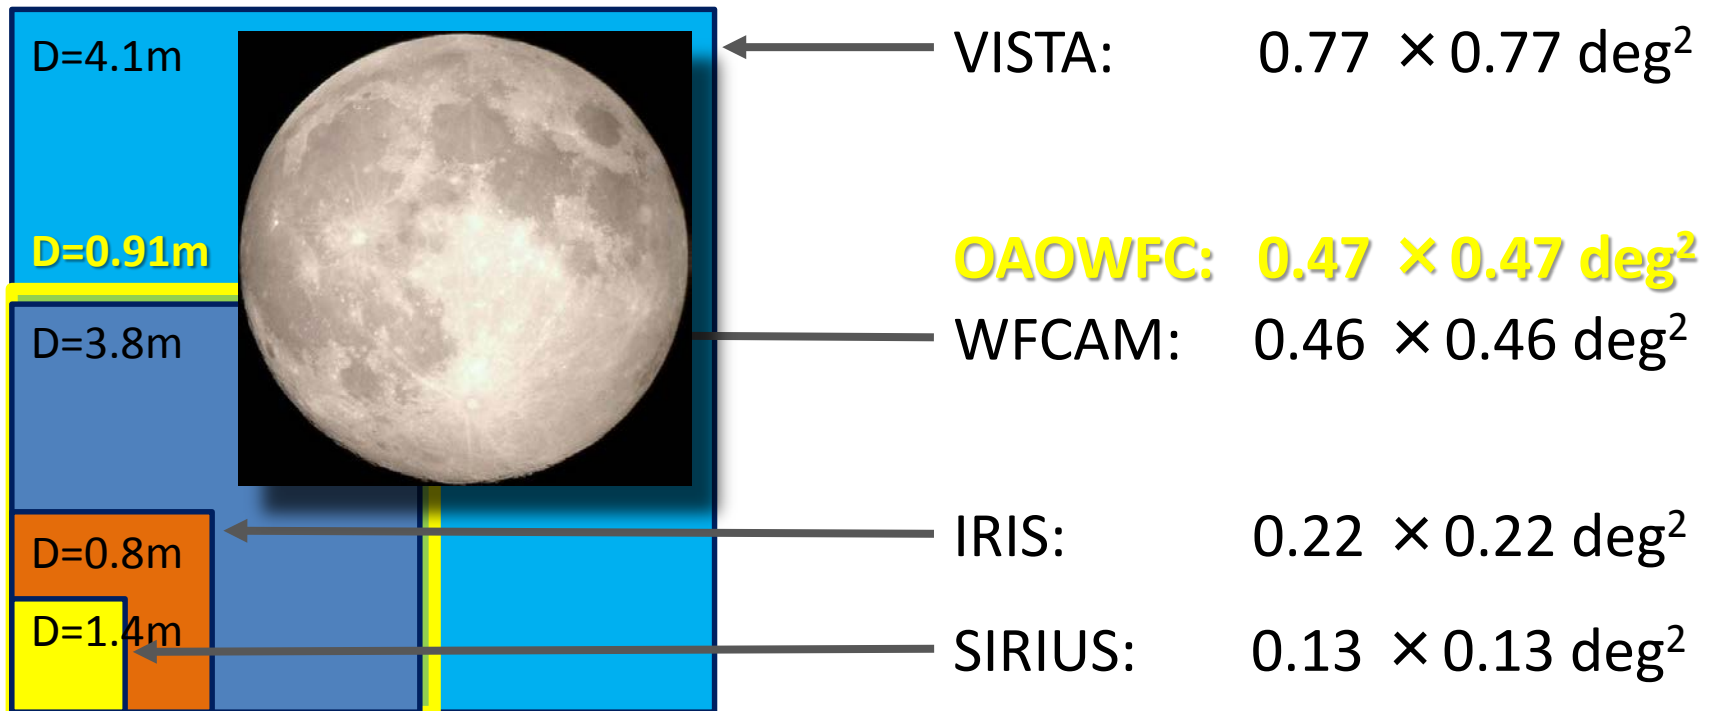 D=4.1m
VISTA: 0.77 × 0.77 deg²
D=0.91m
OAOWFC: 0.47 × 0.47 deg²
D=3.8m
WFCAM: 0.46 × 0.46 deg²
D=0.8m
IRIS: 0.22 × 0.22 deg²
D=1.4m
SIRIUS: 0.13 × 0.13 deg²